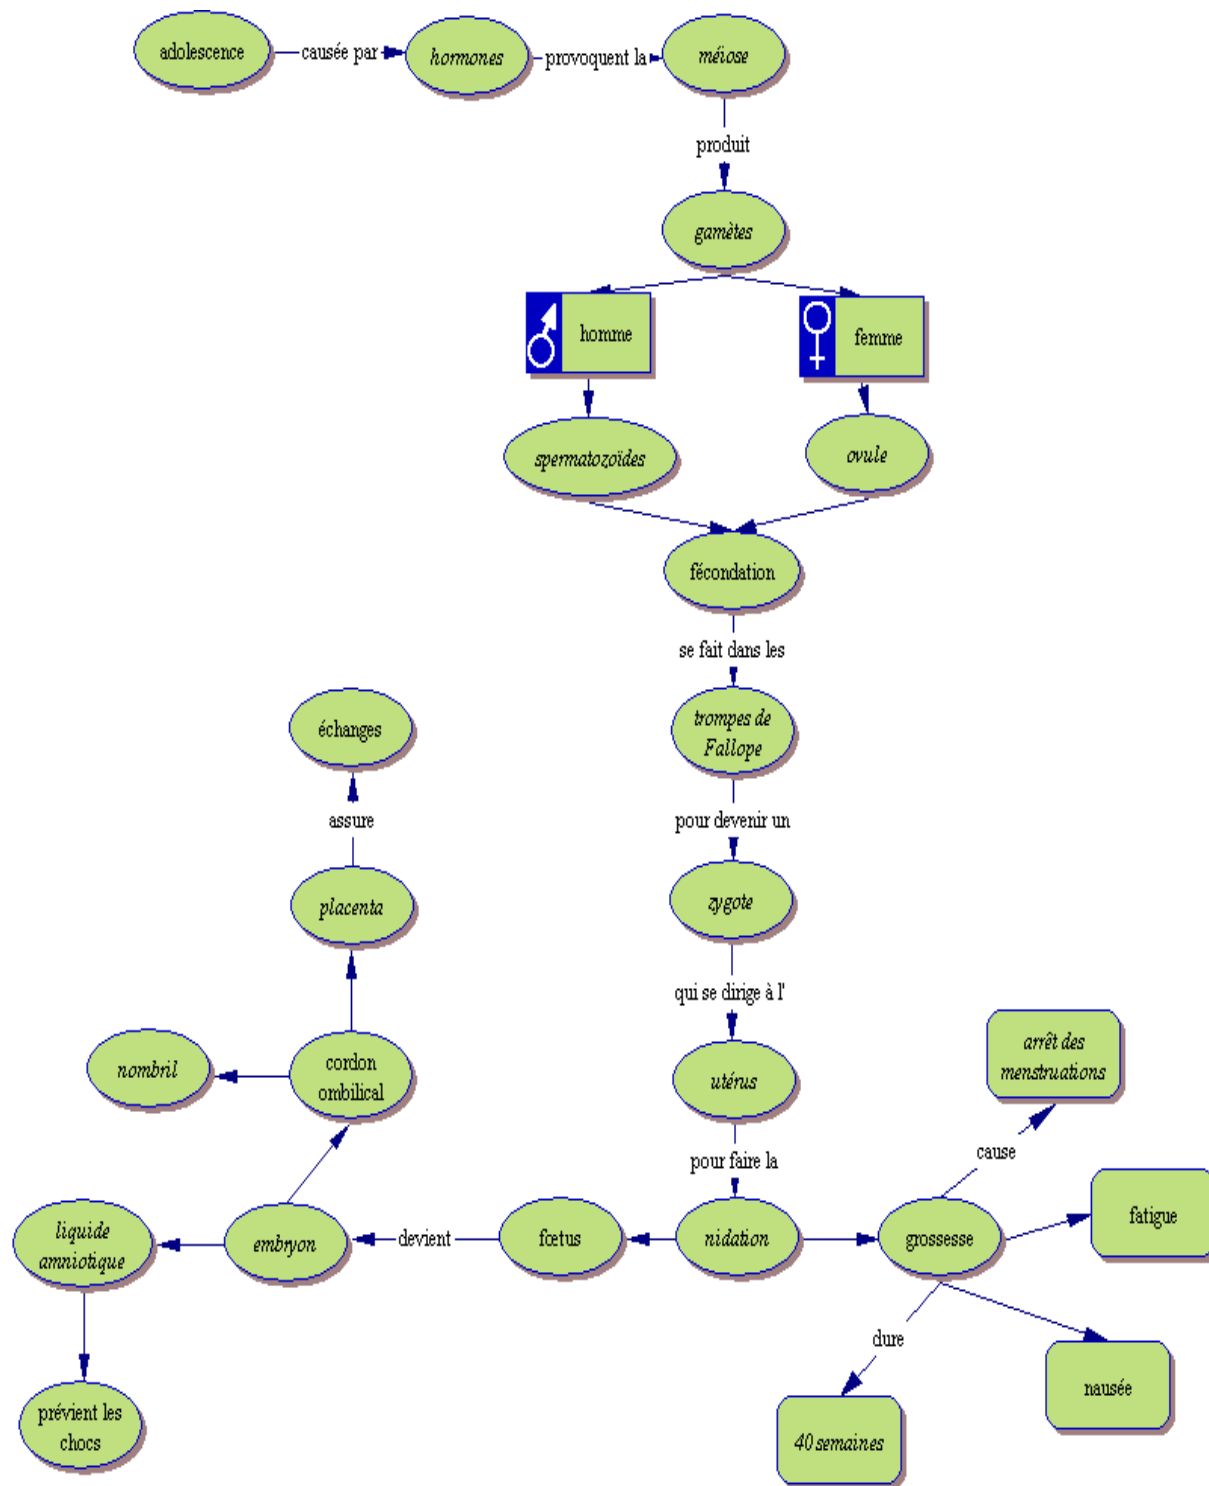 adolescence
causée par
hormones
provoquent la
méiose
produit
gamètes
homme
femme
spermatozoïdes
ovule
fécondation
se fait dans les
trompes de
Fallope
pour devenir un
zygote
qui se dirige à l'
utérus
pour faire la
nidation
fœtus
devient
embryon
cordon
ombilical
placenta
assure
échanges
nombril
liquide
amniotique
prévient les
chocs
grossesse
cause
arrêt des
menstruations
fatigue
nausée
dure
40 semaines